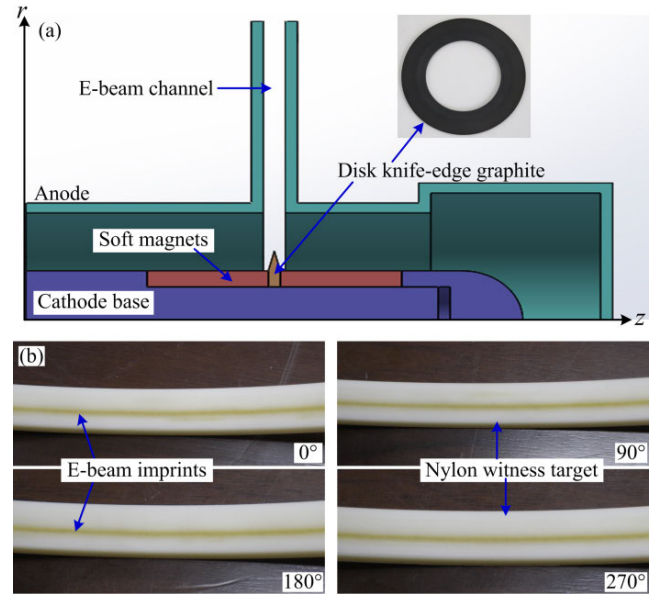 r
(a)
E-beam channel
Disk knife-edge graphite
Anode
Soft magnets
Cathode base
z
(b)
0°
90°
E-beam imprints
Nylon witness target
180°
270°